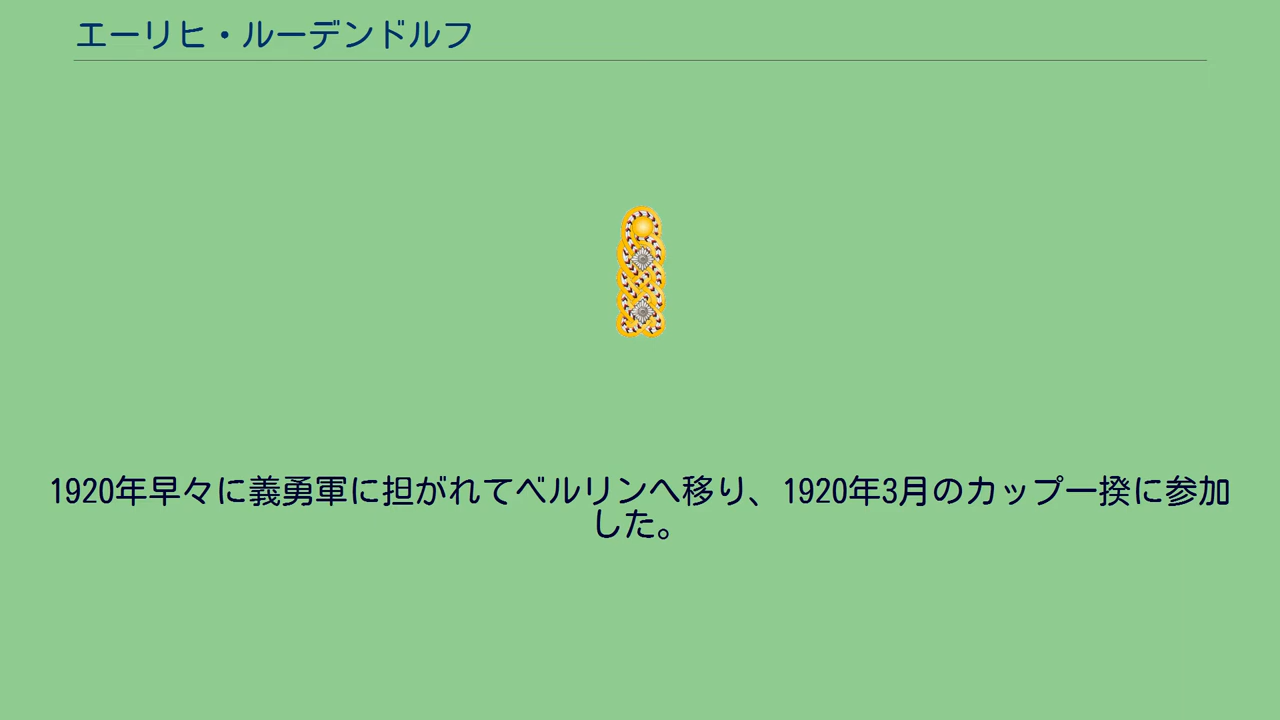 エーリヒ・ルーデンドルフ
1920年早々に義勇軍に担がれてベルリンへ移り、1920年3月のカップ一揆に参加
した。